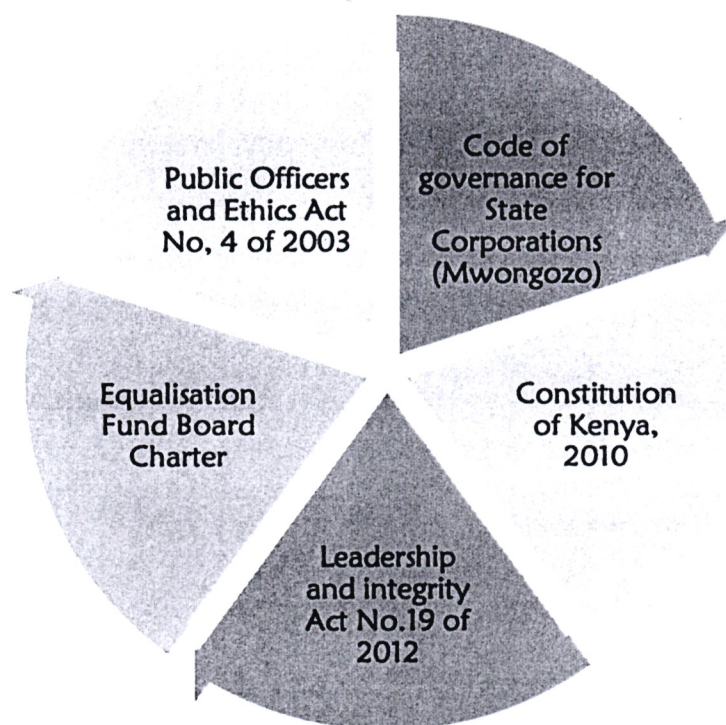 Code of
governance for
State
Corporations
(Mwongozo)
Constitution
of Kenya,
2010
Leadership
and integrity
Act No.19 of
2012
Equalisation
Fund Board
Charter
Public Officers
and Ethics Act
No, 4 of 2003